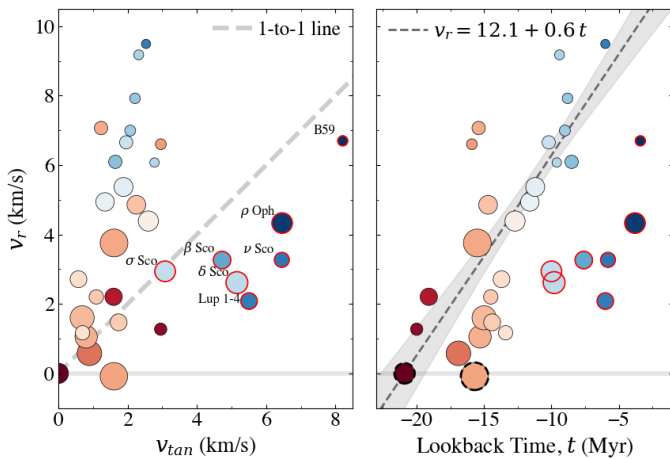 10
8
6
4
2
0
v_r (km/s)
1-to-1 line
B59
ρ Oph
β Sco
ν Sco
σ Sco
δ Sco
Lup 1-4
0 2 4 6 8
v_tan (km/s)
v_r = 12.1 + 0.6 t
−20 −15 −10 −5
Lookback Time, t (Myr)